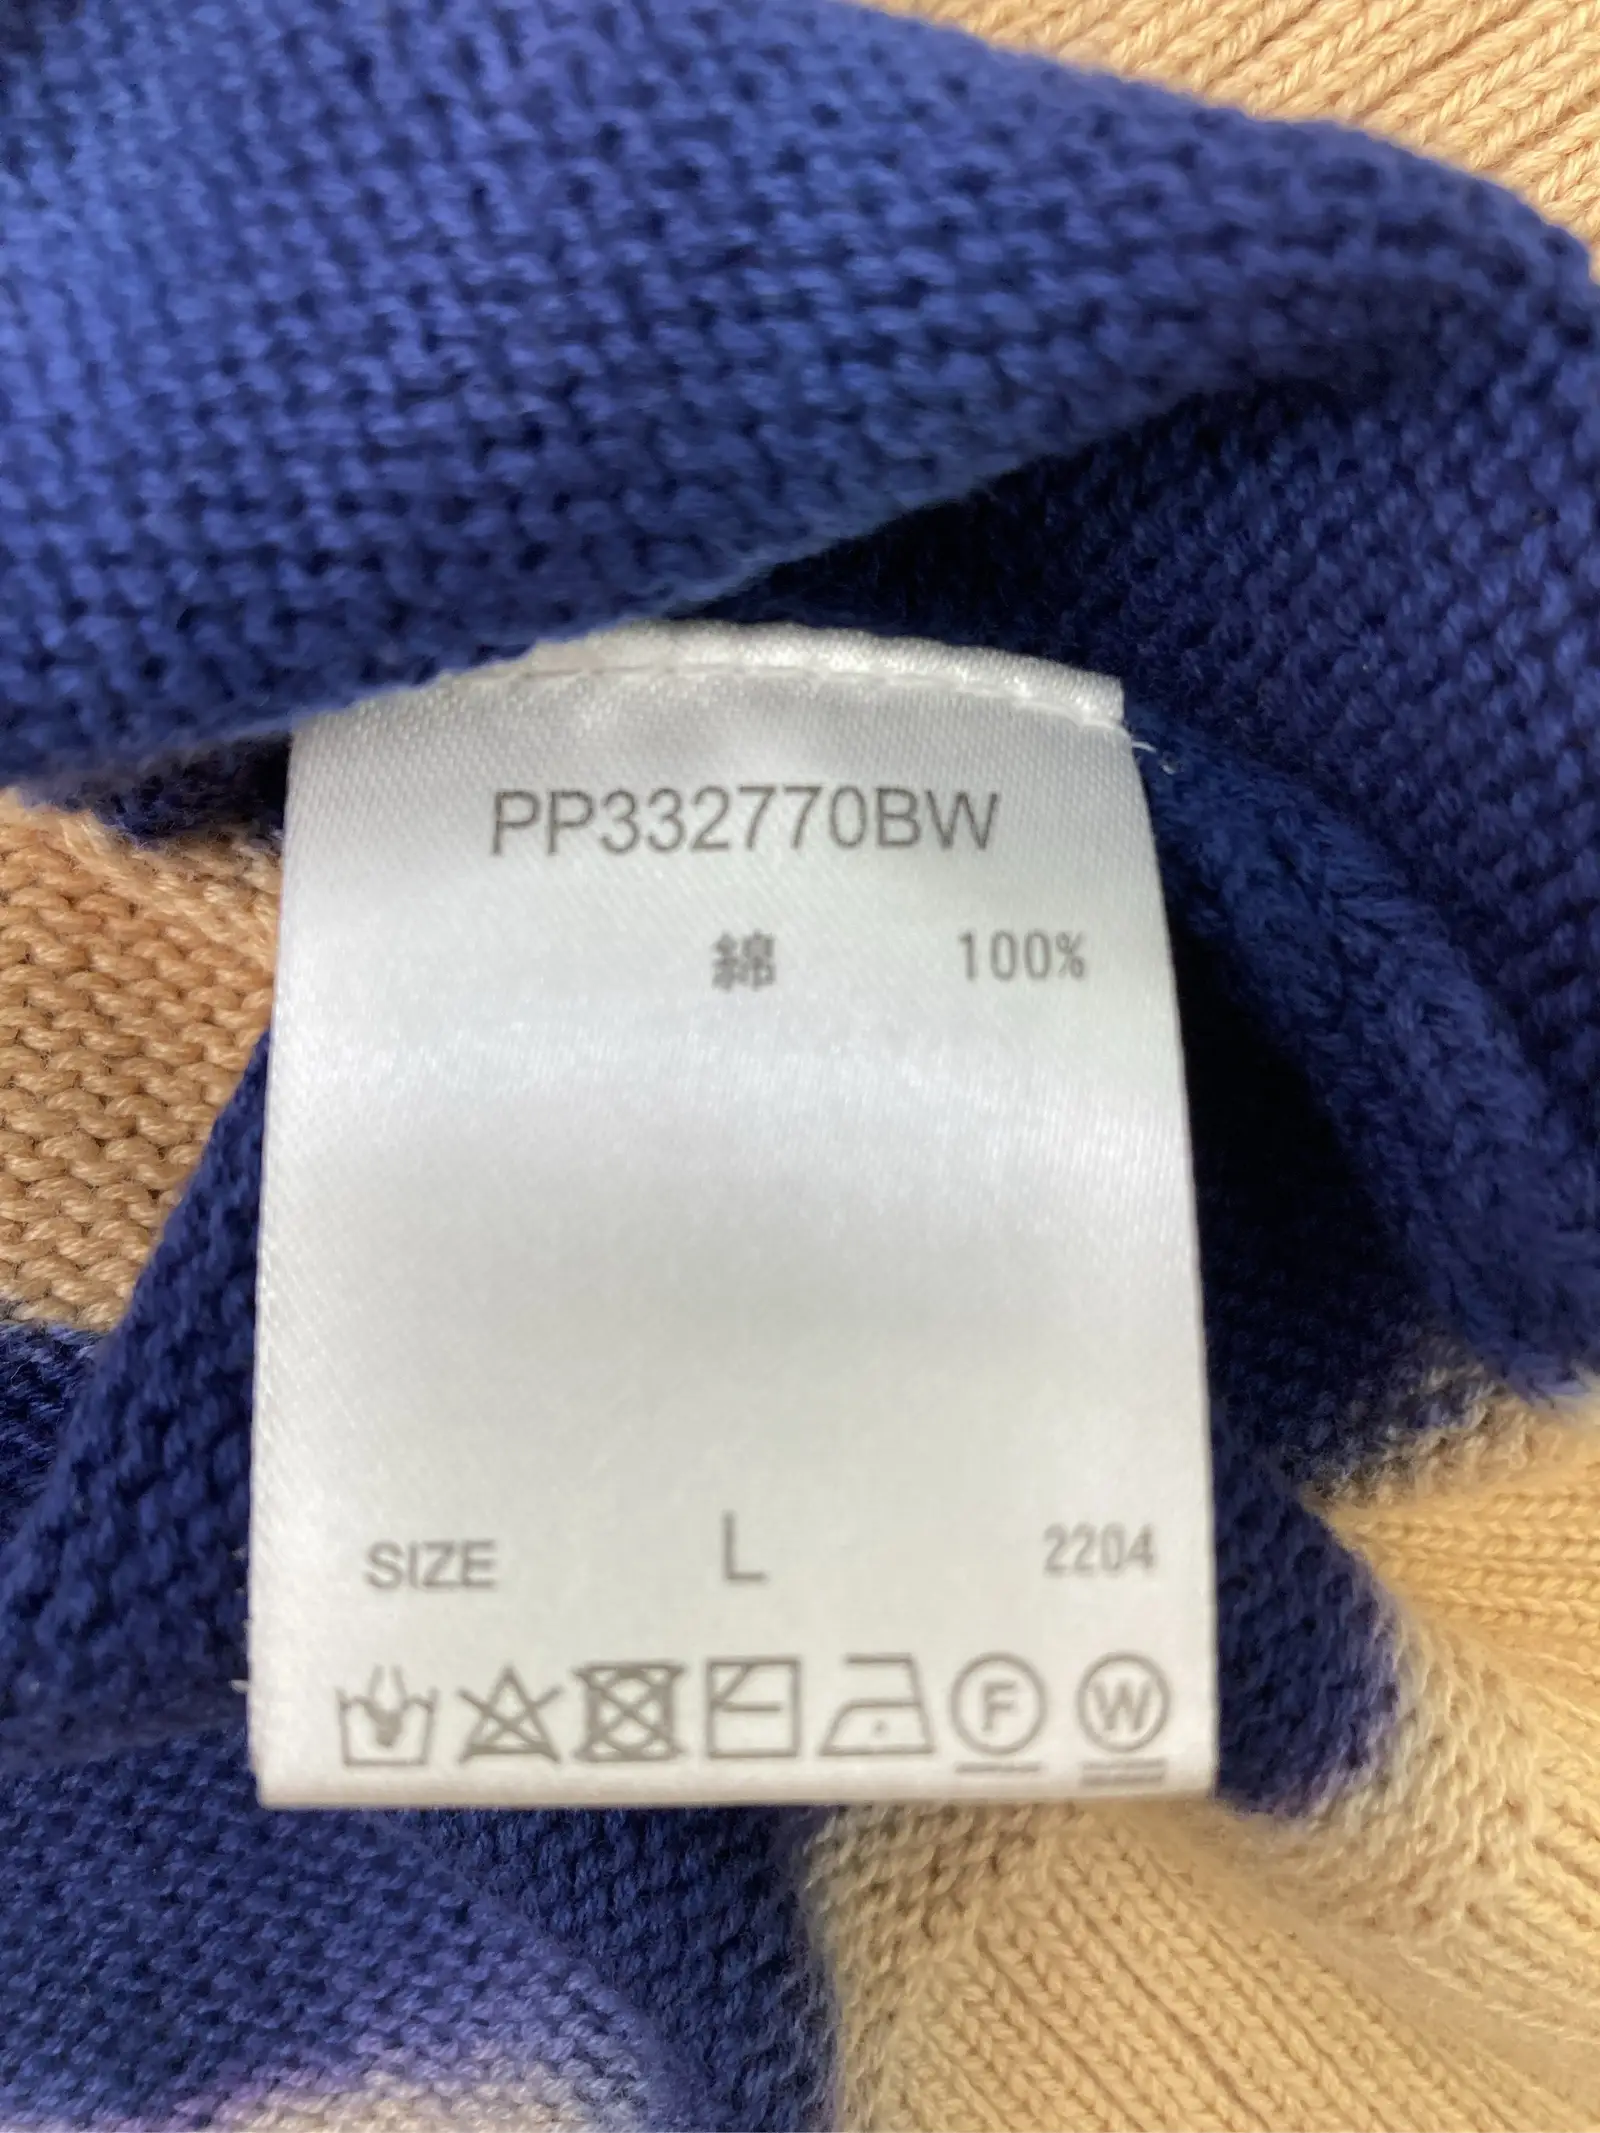 PP332770BW
綿 100%
SIZE L 2204
F W